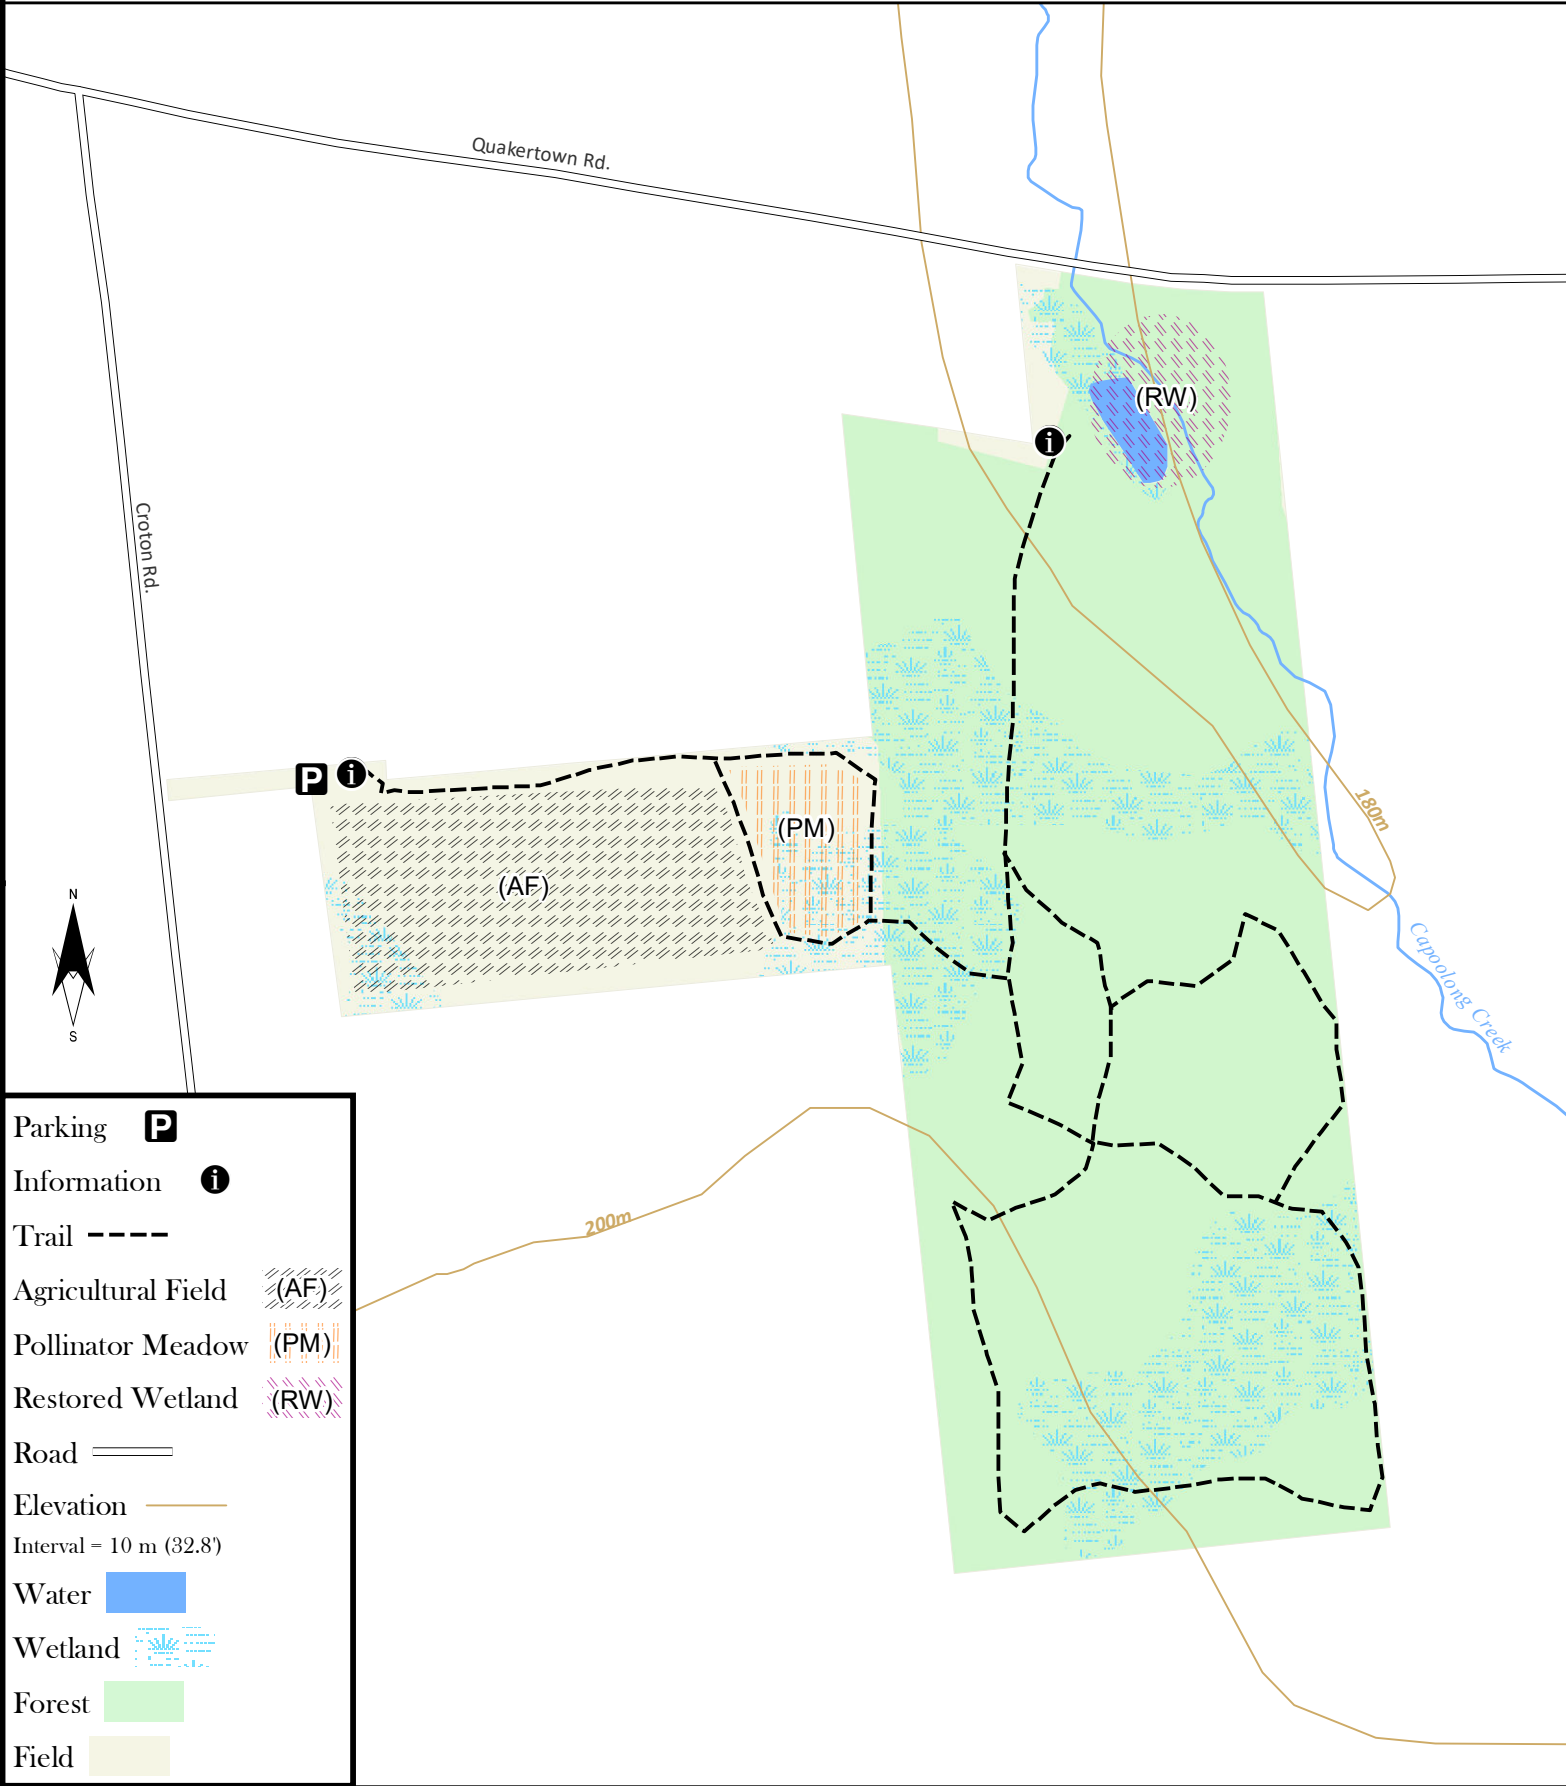 Quakertown Rd.
(RW)
i
Croton Rd.
P
i
180m
(PM)
(AF)
N
S
Capoolong Creek
200m
Parking P
Information i
Trail
Agricultural Field (AF)
Pollinator Meadow (PM)
Restored Wetland (RW)
Road
Elevation
Interval = 10 m (32.8')
Water
Wetland
Forest
Field